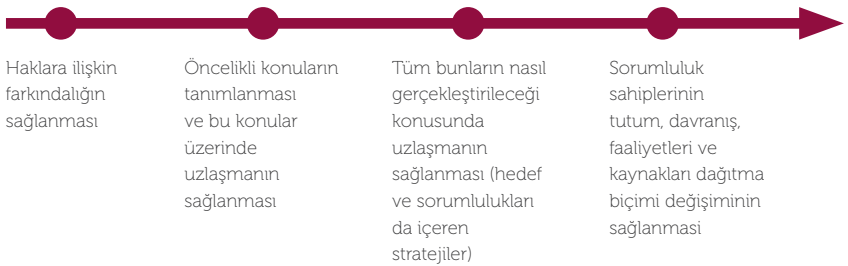 Haklara ilişkin
farkındalığın
sağlanması
Öncelikli konuların
tanımlanması
ve bu konular
üzerinde
uzlaşmanın
sağlanması
Tüm bunların nasıl
gerçekleştirileceği
konusunda
uzlaşmanın
sağlanması (hedef
ve sorumlulukları
da içeren
stratejiler)
Sorumluluk
sahiplerinin
tutum, davranış,
faaliyetleri ve
kaynakları dağıtma
biçimi değişiminin
sağlanmasi